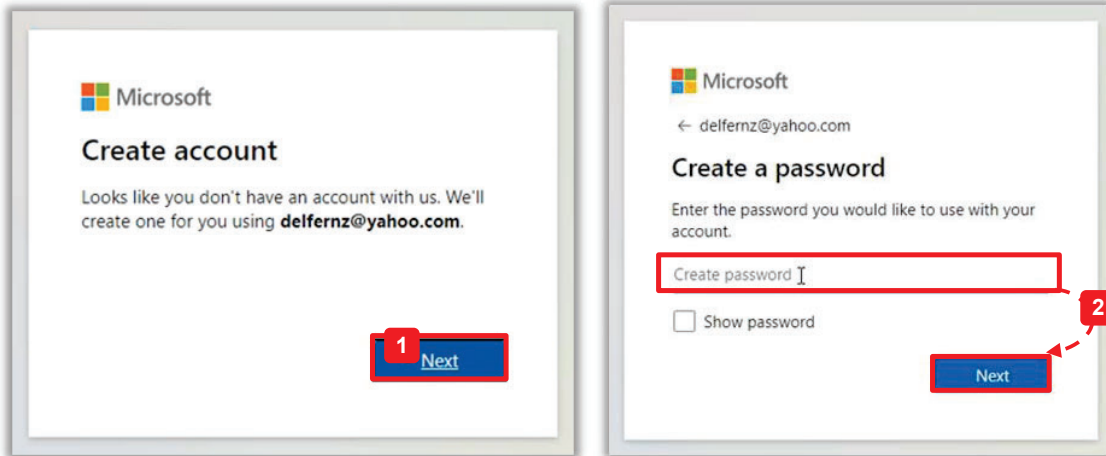 Microsoft
Create account
Looks like you don't have an account with us. We'll
create one for you using delfernz@yahoo.com.
1
Next
Microsoft
← delfernz@yahoo.com
Create a password
Enter the password you would like to use with your
account.
Create password
Show password
2
Next